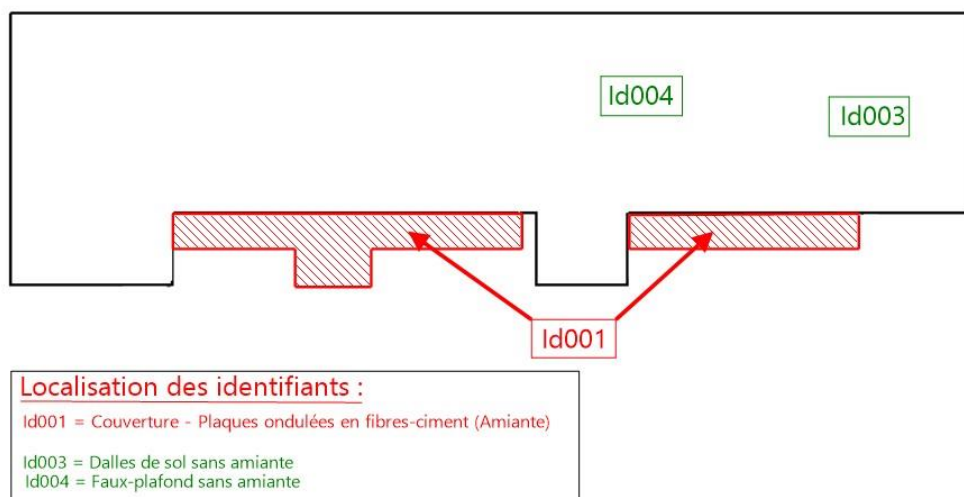 Id004
Id003
Id001
Localisation des identifiants :
Id001 = Couverture - Plaques ondulées en fibres-ciment (Amiante)
Id003 = Dalles de sol sans amiante
Id004 = Faux-plafond sans amiante